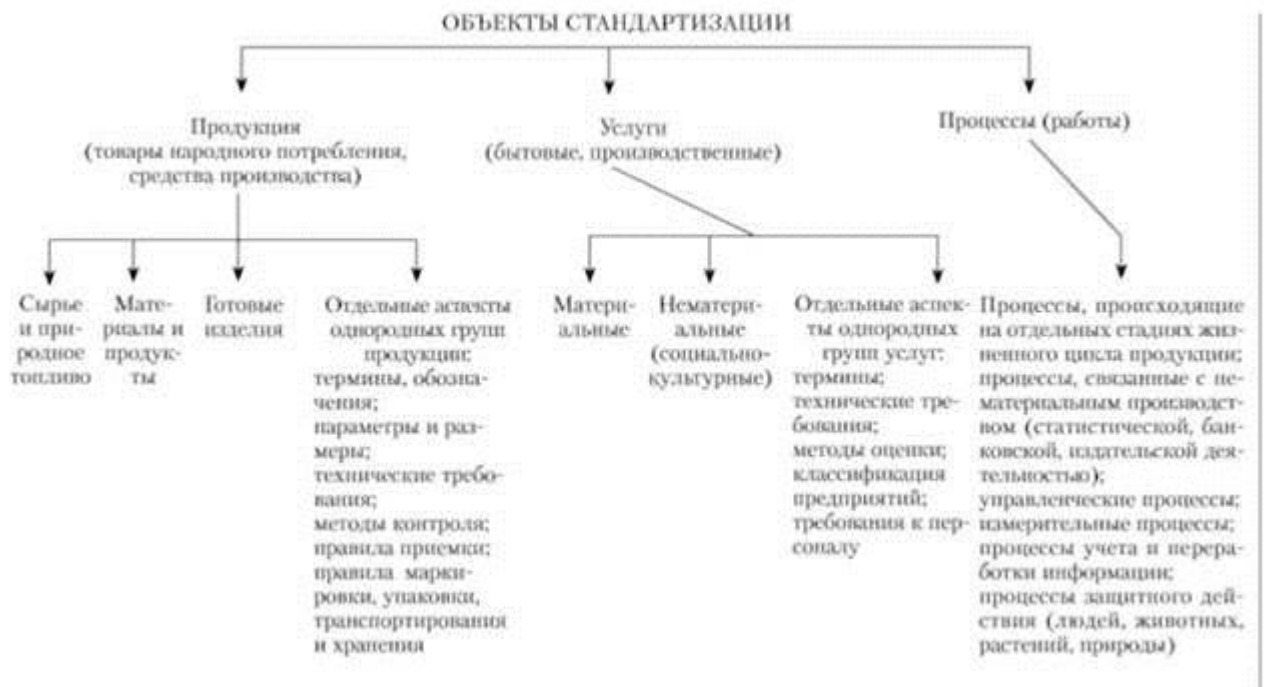 ОБЪЕКТЫ СТАНДАРТИЗАЦИИ
Продукция
(товары народного потребления,
средства производства)
Услуги
(бытовые, производственные)
Процессы (работы)
Сырье
и при-
родное
топливо
Мате-
риалы и
продук-
ты
Готовые
изделия
Отдельные аспекты
однородных групп
продукции:
термины, обозна-
чения;
параметры и раз-
меры;
технические требо-
вания;
методы контроля;
правила приемки;
правила марки-
ровки, упаковки,
транспортирования
и хранения
Матери-
альные
Нематери-
альные
(социально-
культурные)
Отдельные аспек-
ты однородных
групп услуг:
термины;
технические тре-
бования;
методы оценки;
классификация
предприятий;
требования к пер-
соналу
Процессы, происходящие
на отдельных стадиях жиз-
ненного цикла продукции;
процессы, связанные с не-
материальным производст-
вом (статистической, бан-
ковской, издательской дея-
тельностью);
управленческие процессы;
измерительные процессы;
процессы учета и перера-
ботки информации;
процессы защитного дей-
ствия (людей, животных,
растений, природы)